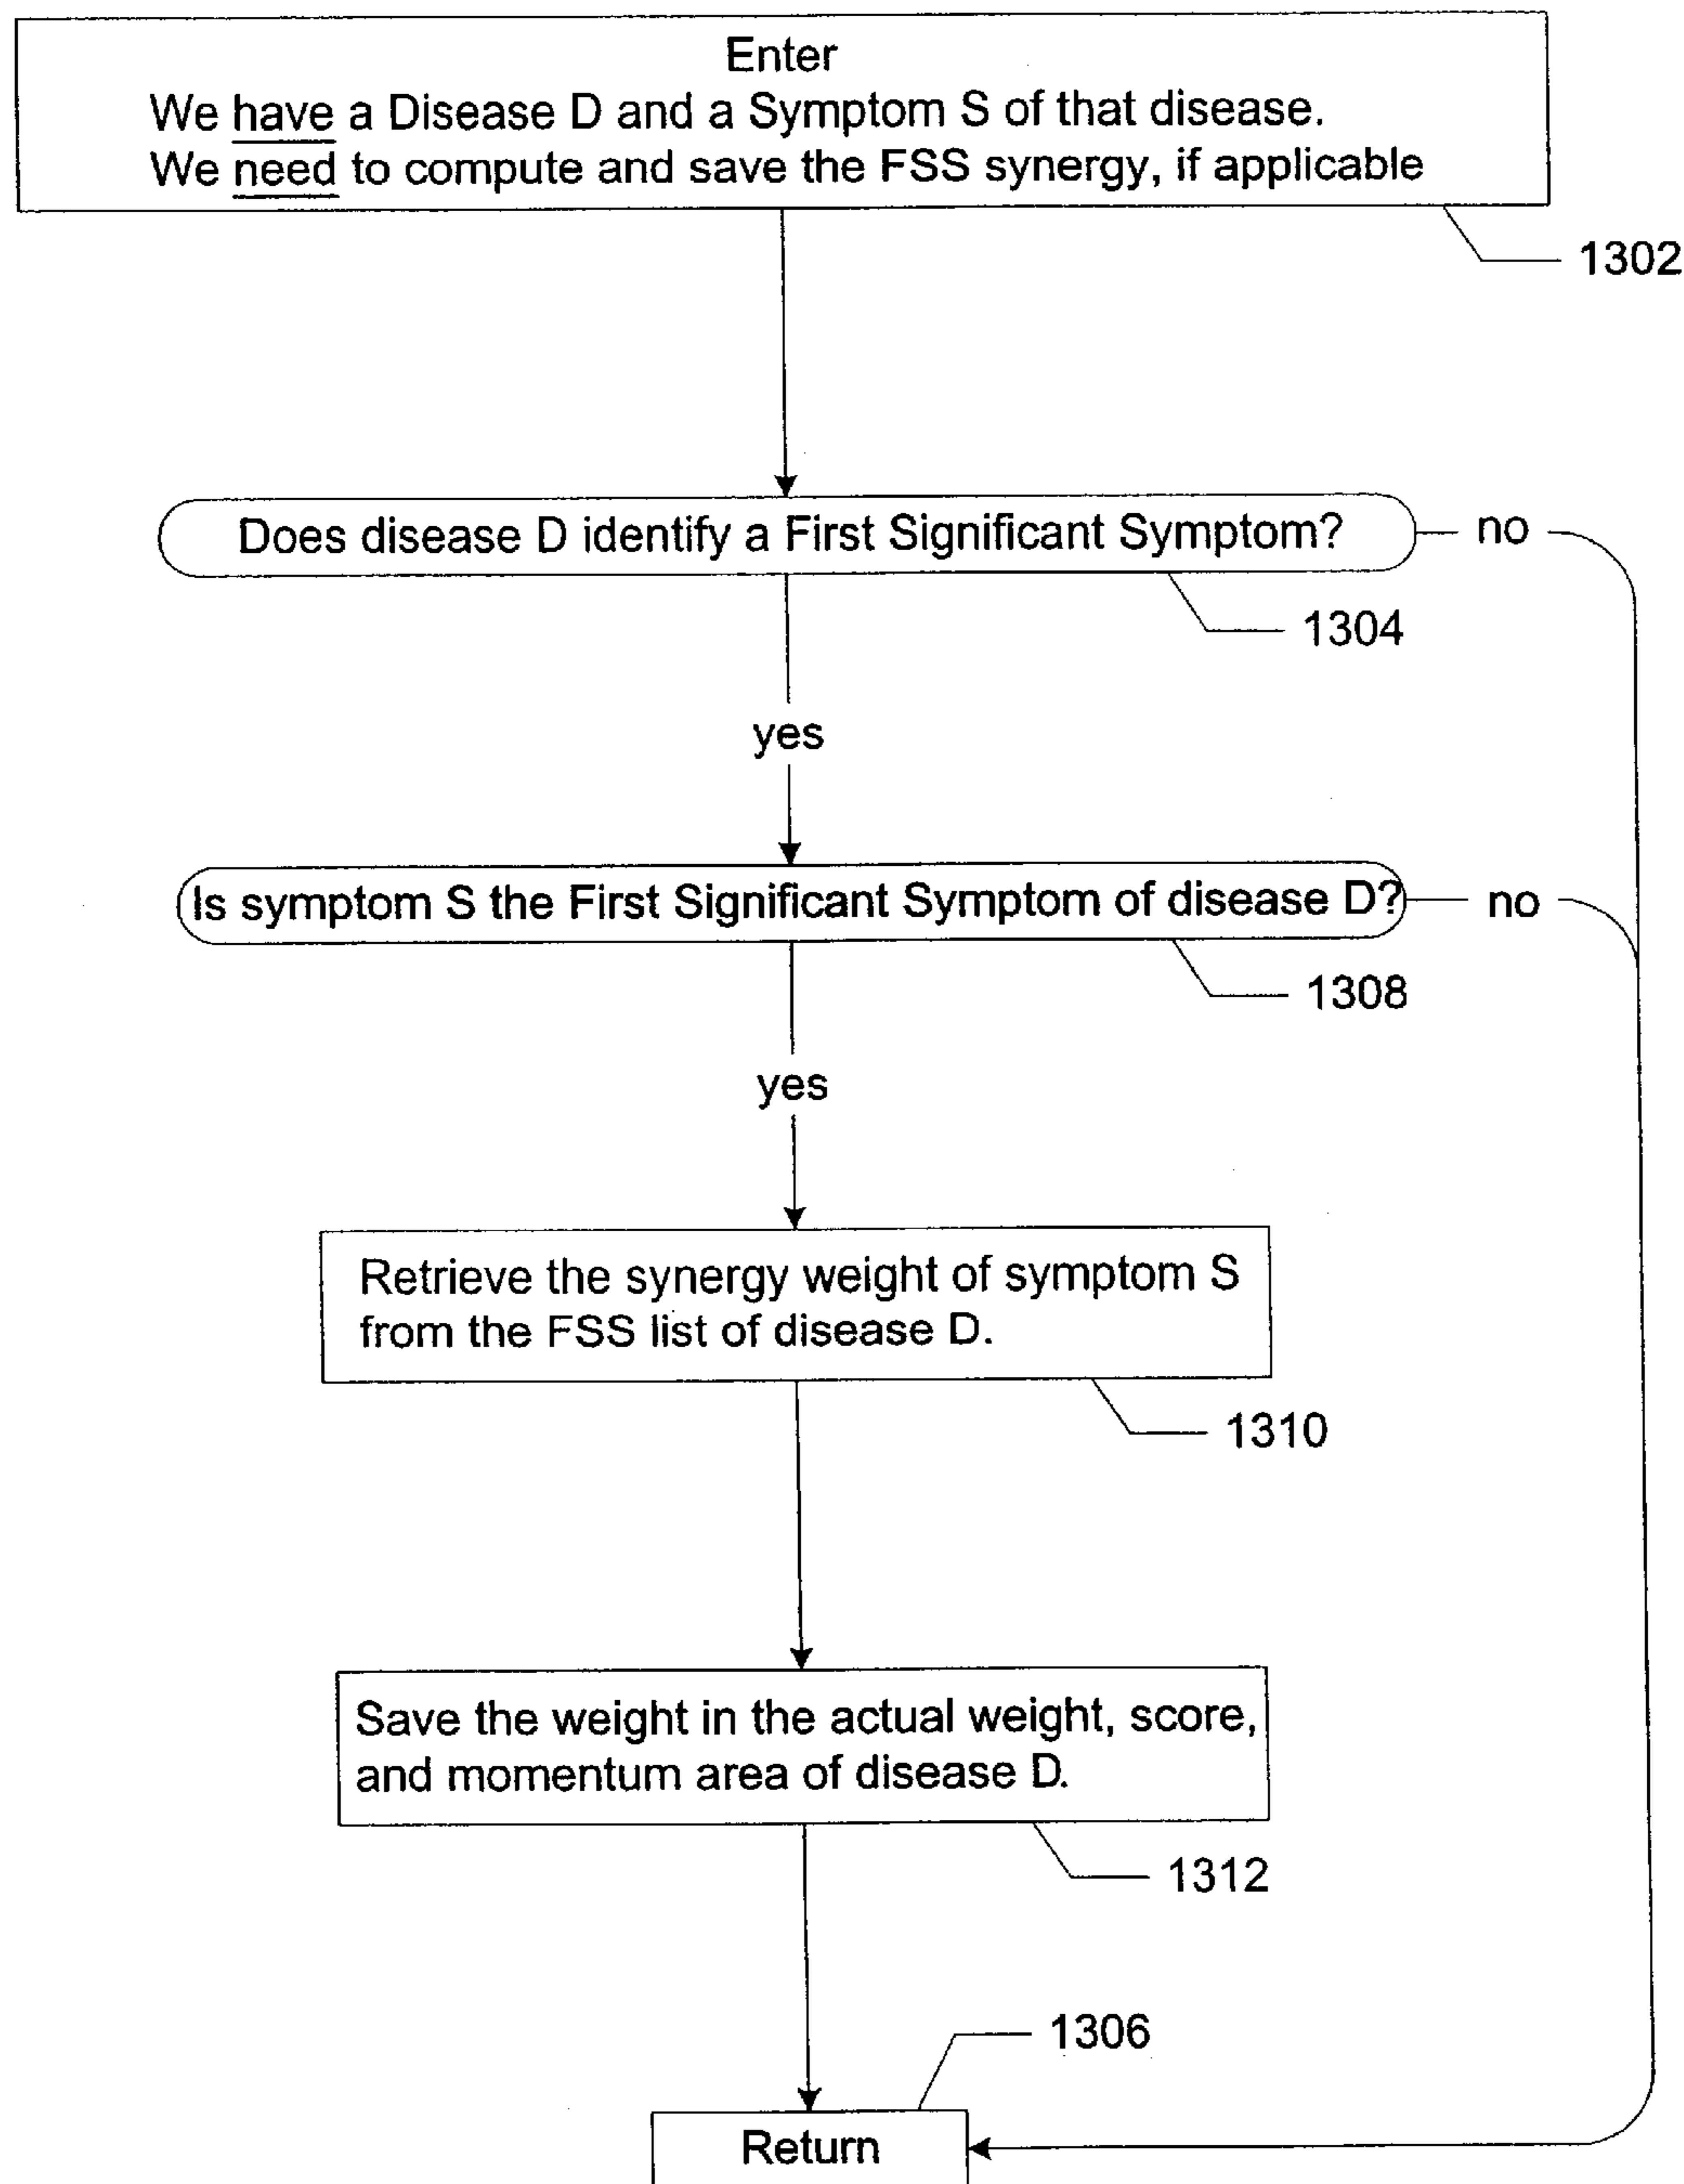 Enter
We have a Disease D and a Symptom S of that disease.
We need to compute and save the FSS synergy, if applicable
1302
Does disease D identify a First Significant Symptom?
no
1304
yes
Is symptom S the First Significant Symptom of disease D?
no
1308
yes
Retrieve the synergy weight of symptom S
from the FSS list of disease D.
1310
Save the weight in the actual weight, score,
and momentum area of disease D.
1312
1306
Return